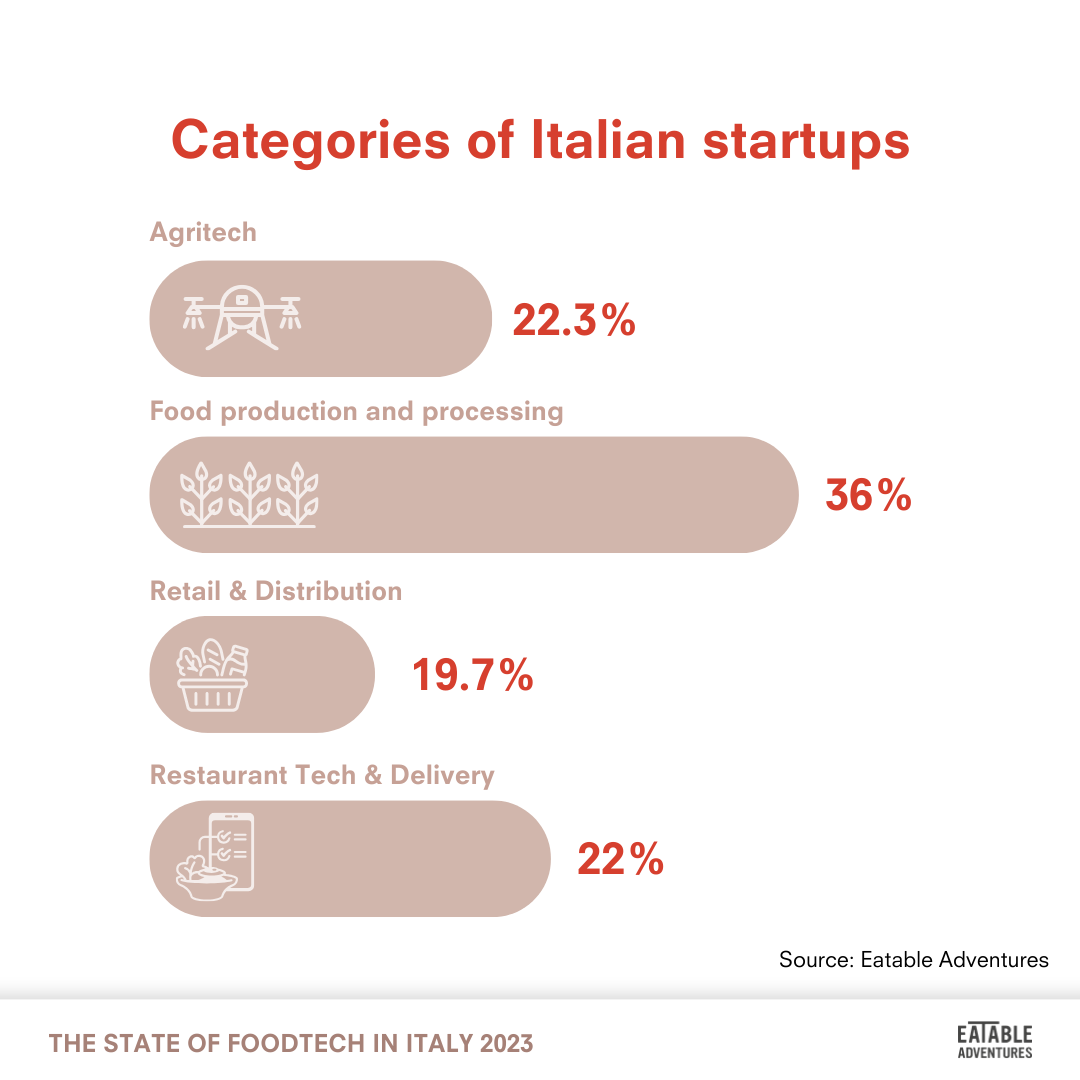 Categories of Italian startups
Agritech
22.3%
Food production and processing
36%
Retail & Distribution
19.7%
Restaurant Tech & Delivery
22%
Source: Eatable Adventures
THE STATE OF FOODTECH IN ITALY 2023
EATABLE
ADVENTURES